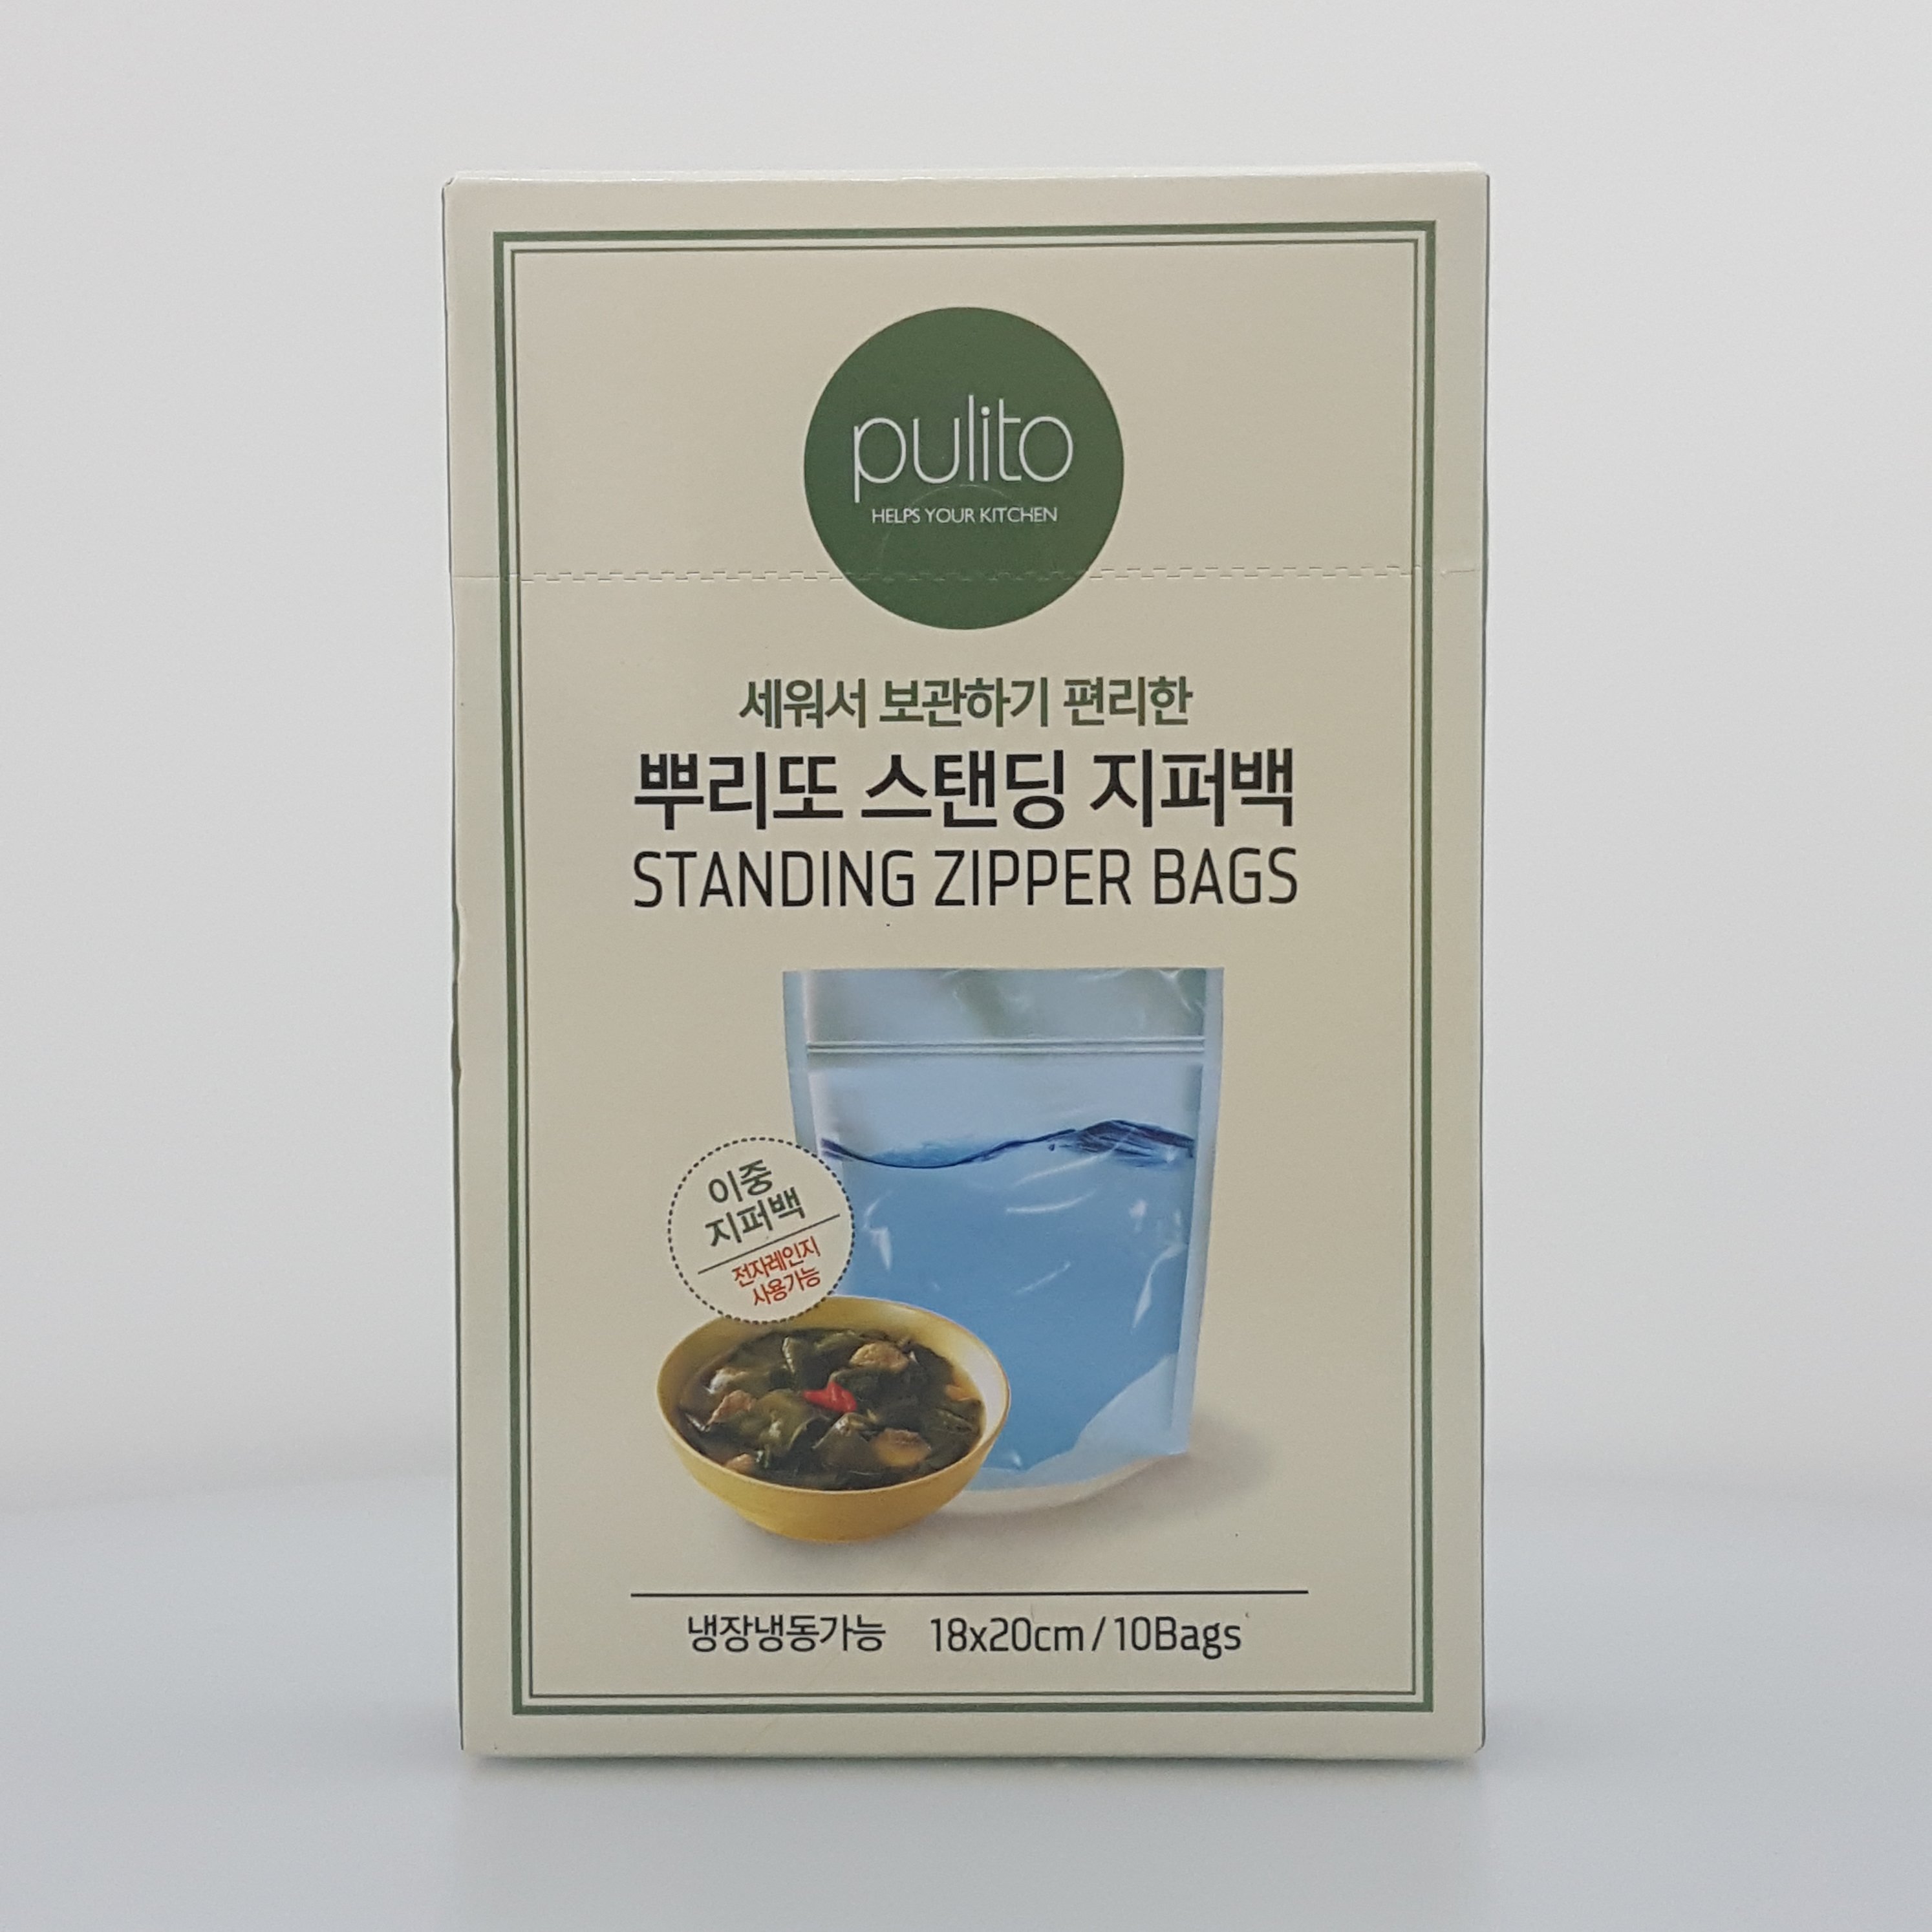 pulito
HELPS YOUR KITCHEN
세워서 보관하기 편리한
뿌리또 스탠딩 지퍼백
STANDING ZIPPER BAGS
이중
지퍼백
전자레인지
사용가능
냉장냉동가능 18x20cm/10Bags